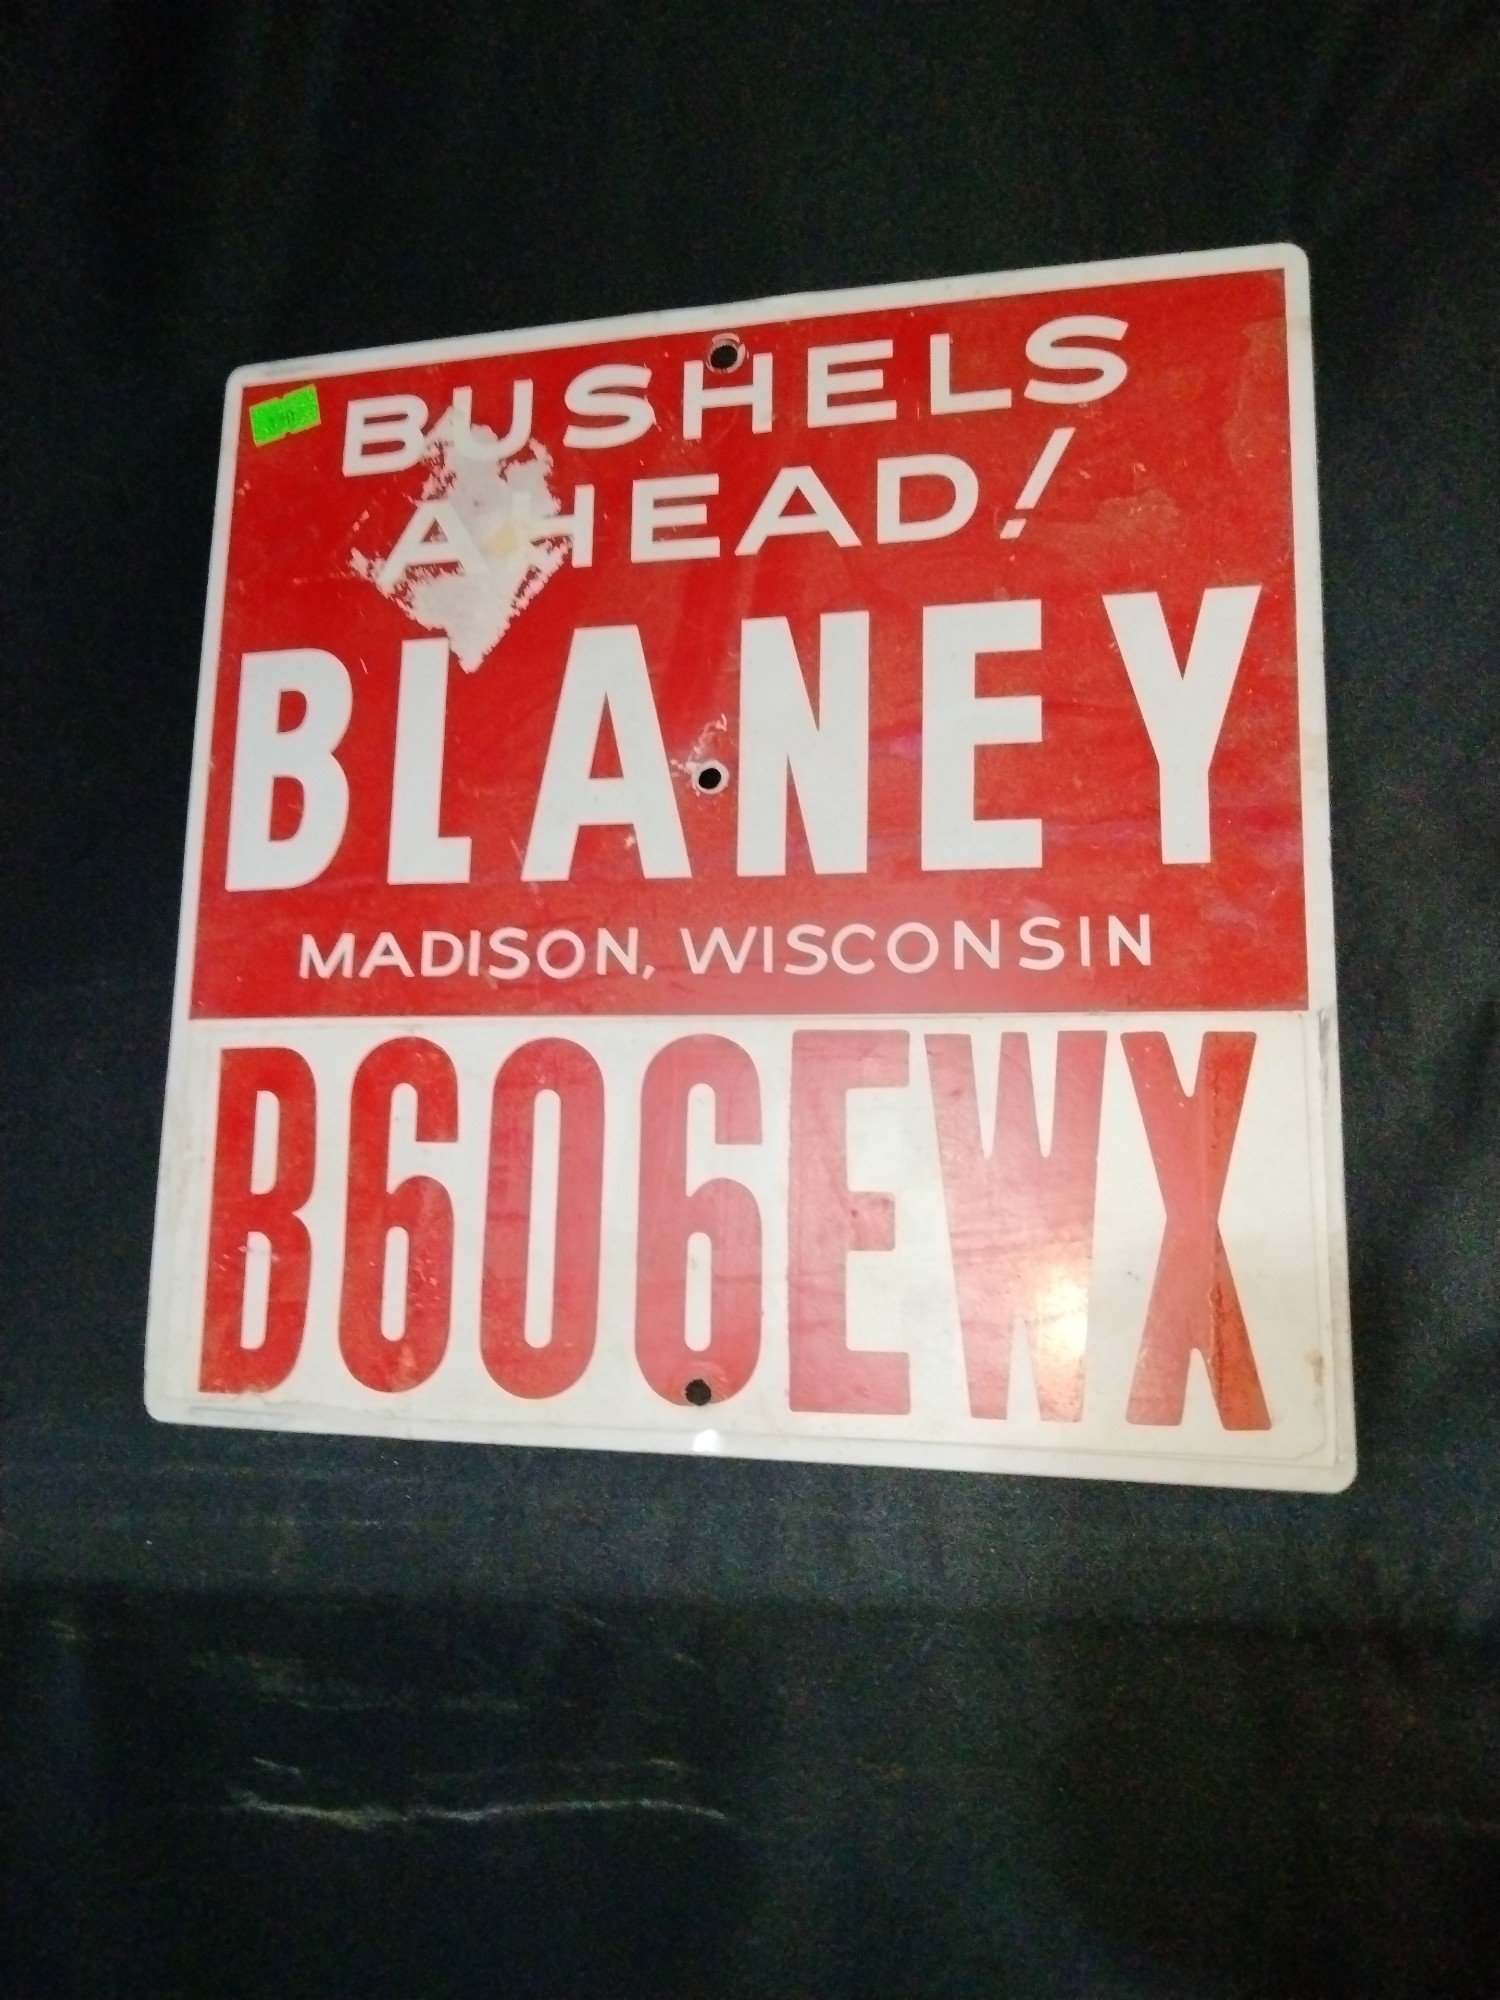 BUSHELS
AHEAD!
BLANEY
MADISON, WISCONSIN
B606EWX